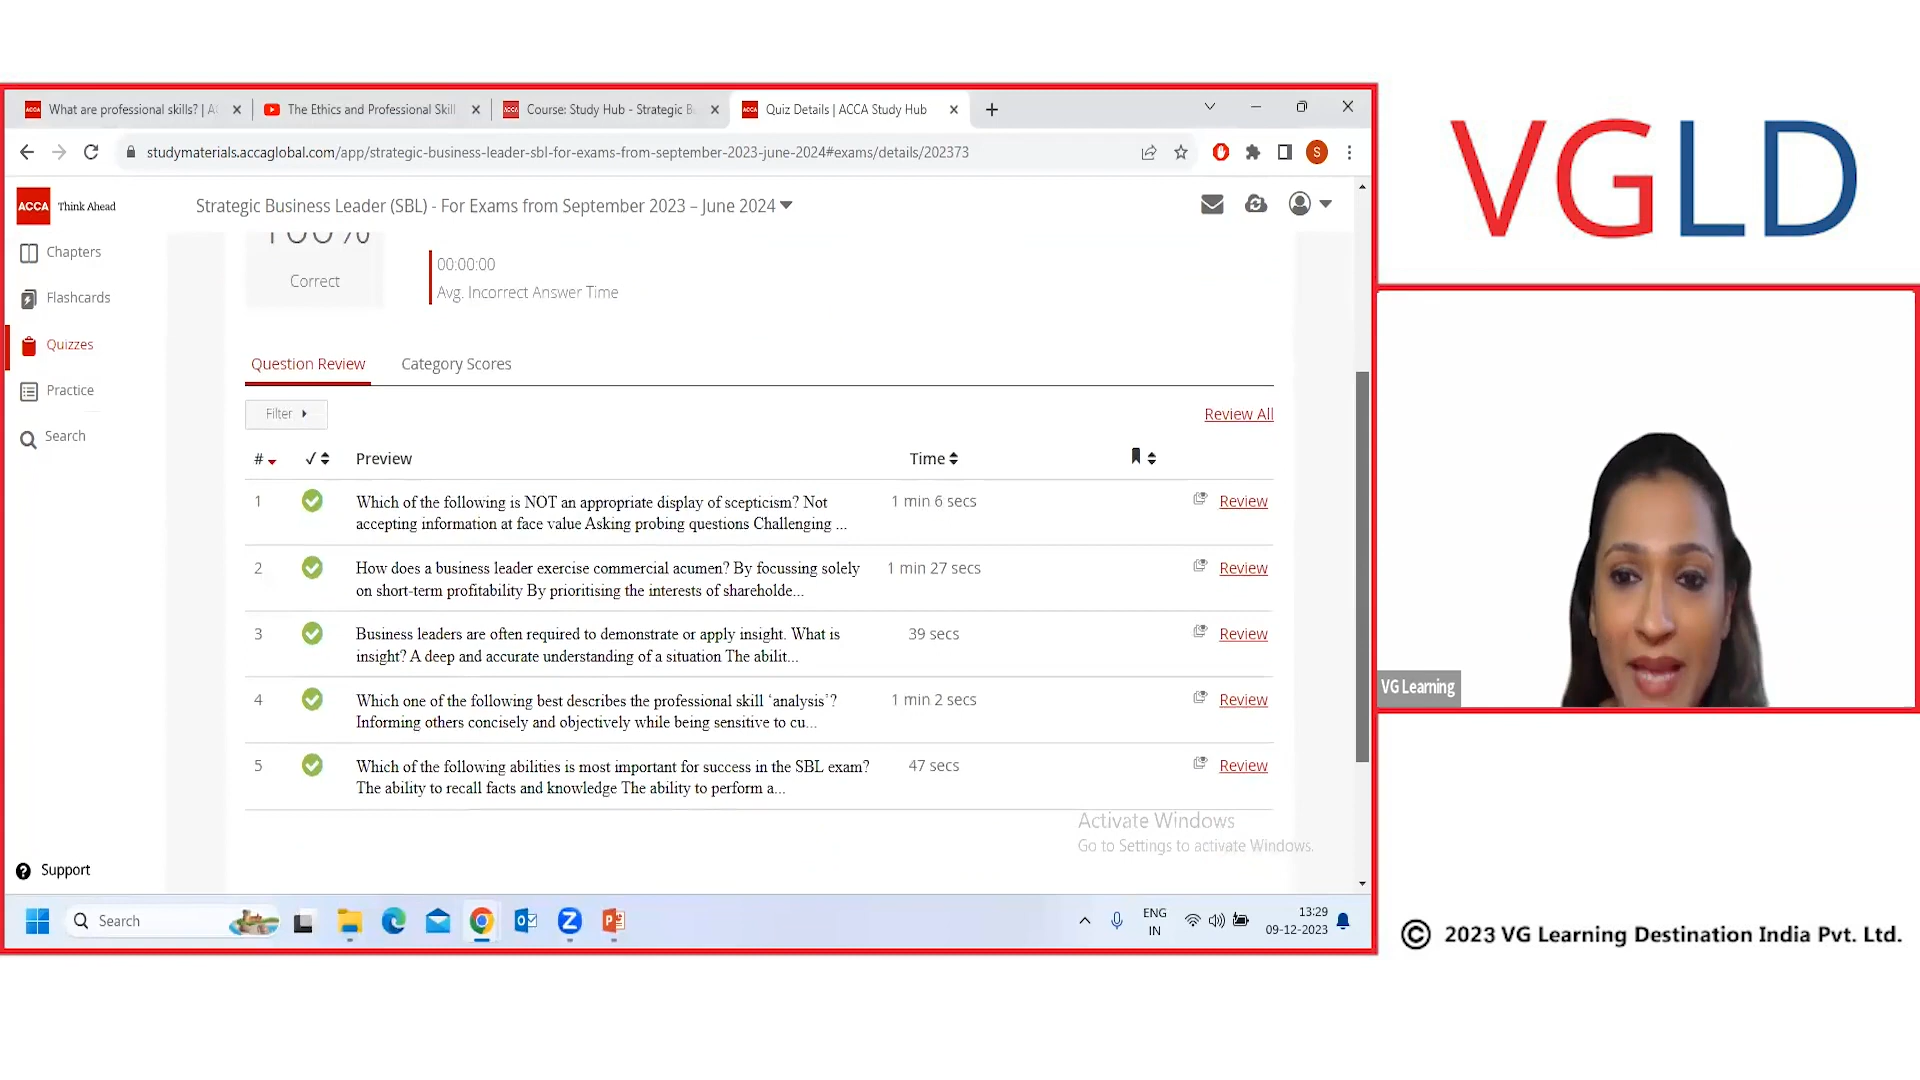 What are professional skills? | AC
The Ethics and Professional Skill
Course: Study Hub - Strategic B
Quiz Details | ACCA Study Hub
studymaterials.accaglobal.com/app/strategic-business-leader-sbl-for-exams-from-september-2023-june-2024#exams/details/202373
S
ACCA Think Ahead
Strategic Business Leader (SBL) - For Exams from September 2023 – June 2024
Chapters
Flashcards
Quizzes
Practice
Search
Support
100%
Correct
00:00:00
Avg. Incorrect Answer Time
Question Review
Category Scores
Filter
Review All
#
Preview
Time
1
Which of the following is NOT an appropriate display of scepticism? Not
accepting information at face value Asking probing questions Challenging ...
1 min 6 secs
Review
2
How does a business leader exercise commercial acumen? By focussing solely
on short-term profitability By prioritising the interests of shareholde...
1 min 27 secs
Review
3
Business leaders are often required to demonstrate or apply insight. What is
insight? A deep and accurate understanding of a situation The abilit...
39 secs
Review
4
Which one of the following best describes the professional skill ‘analysis’?
Informing others concisely and objectively while being sensitive to cu...
1 min 2 secs
Review
5
Which of the following abilities is most important for success in the SBL exam?
The ability to recall facts and knowledge The ability to perform a...
47 secs
Review
Activate Windows
Go to Settings to activate Windows.
Search
ENG
IN
13:29
09-12-2023
VGLD
VG Learning
© 2023 VG Learning Destination India Pvt. Ltd.